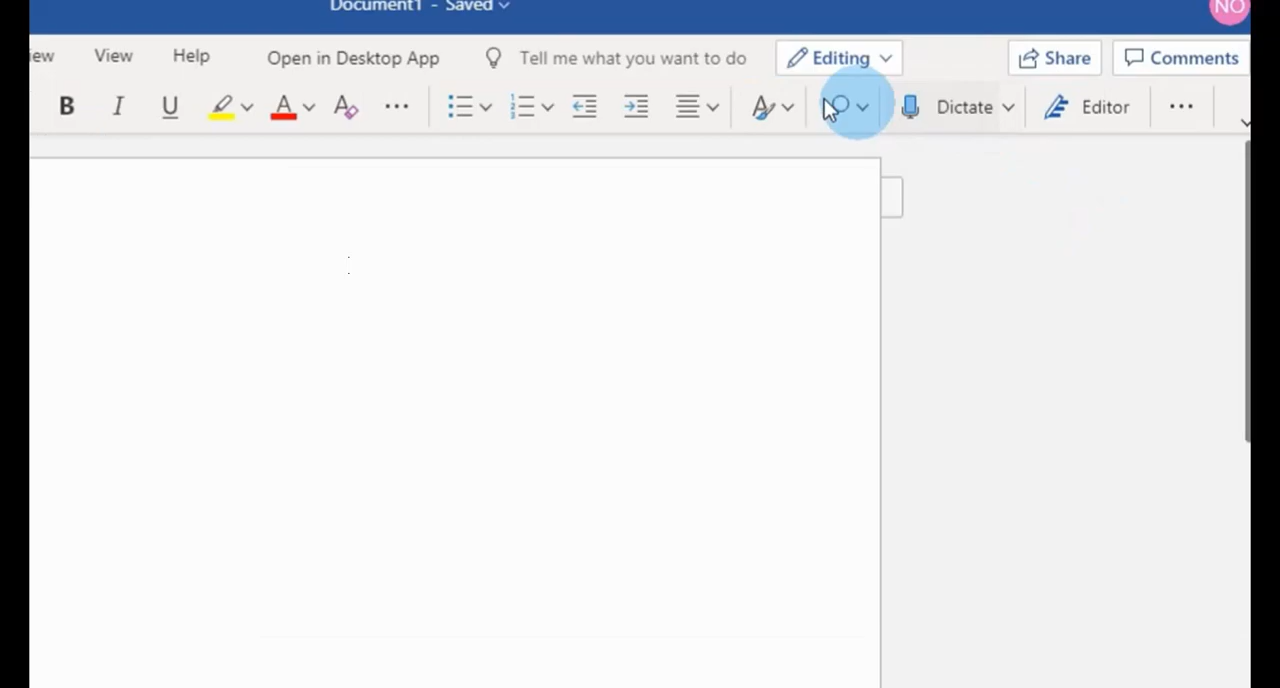 Document1 - Saved
NO
View Help Open in Desktop App Tell me what you want to do Editing Share Comments
B I U A A Dictate Editor